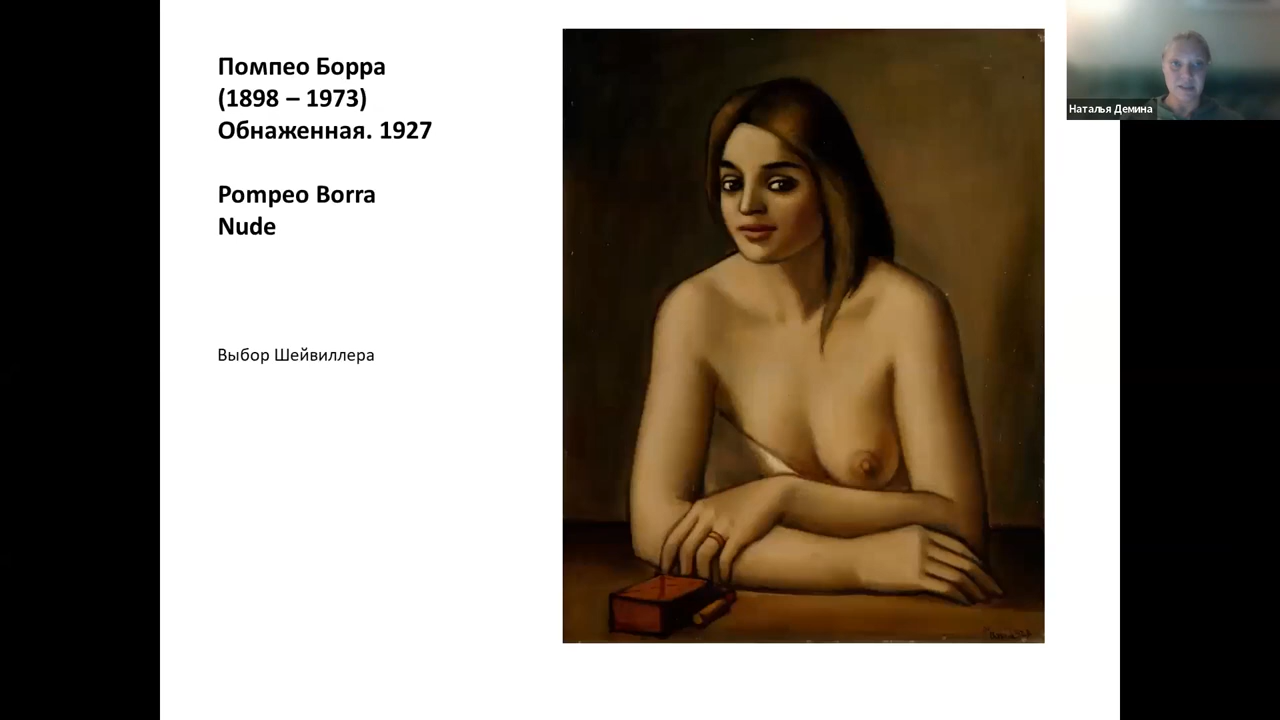 Помпео Борра
(1898 – 1973)
Обнаженная. 1927
Pompeo Borra
Nude
Выбор Шейвиллера
Наталья Демина